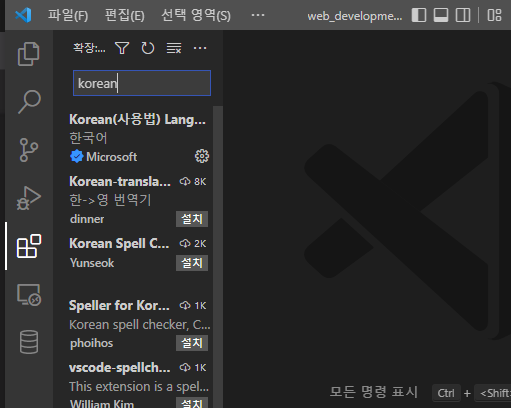 파일(F) 편집(E) 선택 영역(S) ··· web_developme...
확장:...
korean
Korean(사용법) Lang...
한국어
Microsoft
Korean-transla... 8K
한->영 번역기
dinner 설치
Korean Spell C... 2K
Yunseok 설치
Speller for Kor... 1K
Korean spell checker, C...
phoihos 설치
vscode-spellch... 1K
This extension is a spel...
William Kim 설치
모든 명령 표시 Ctrl + <Shift>